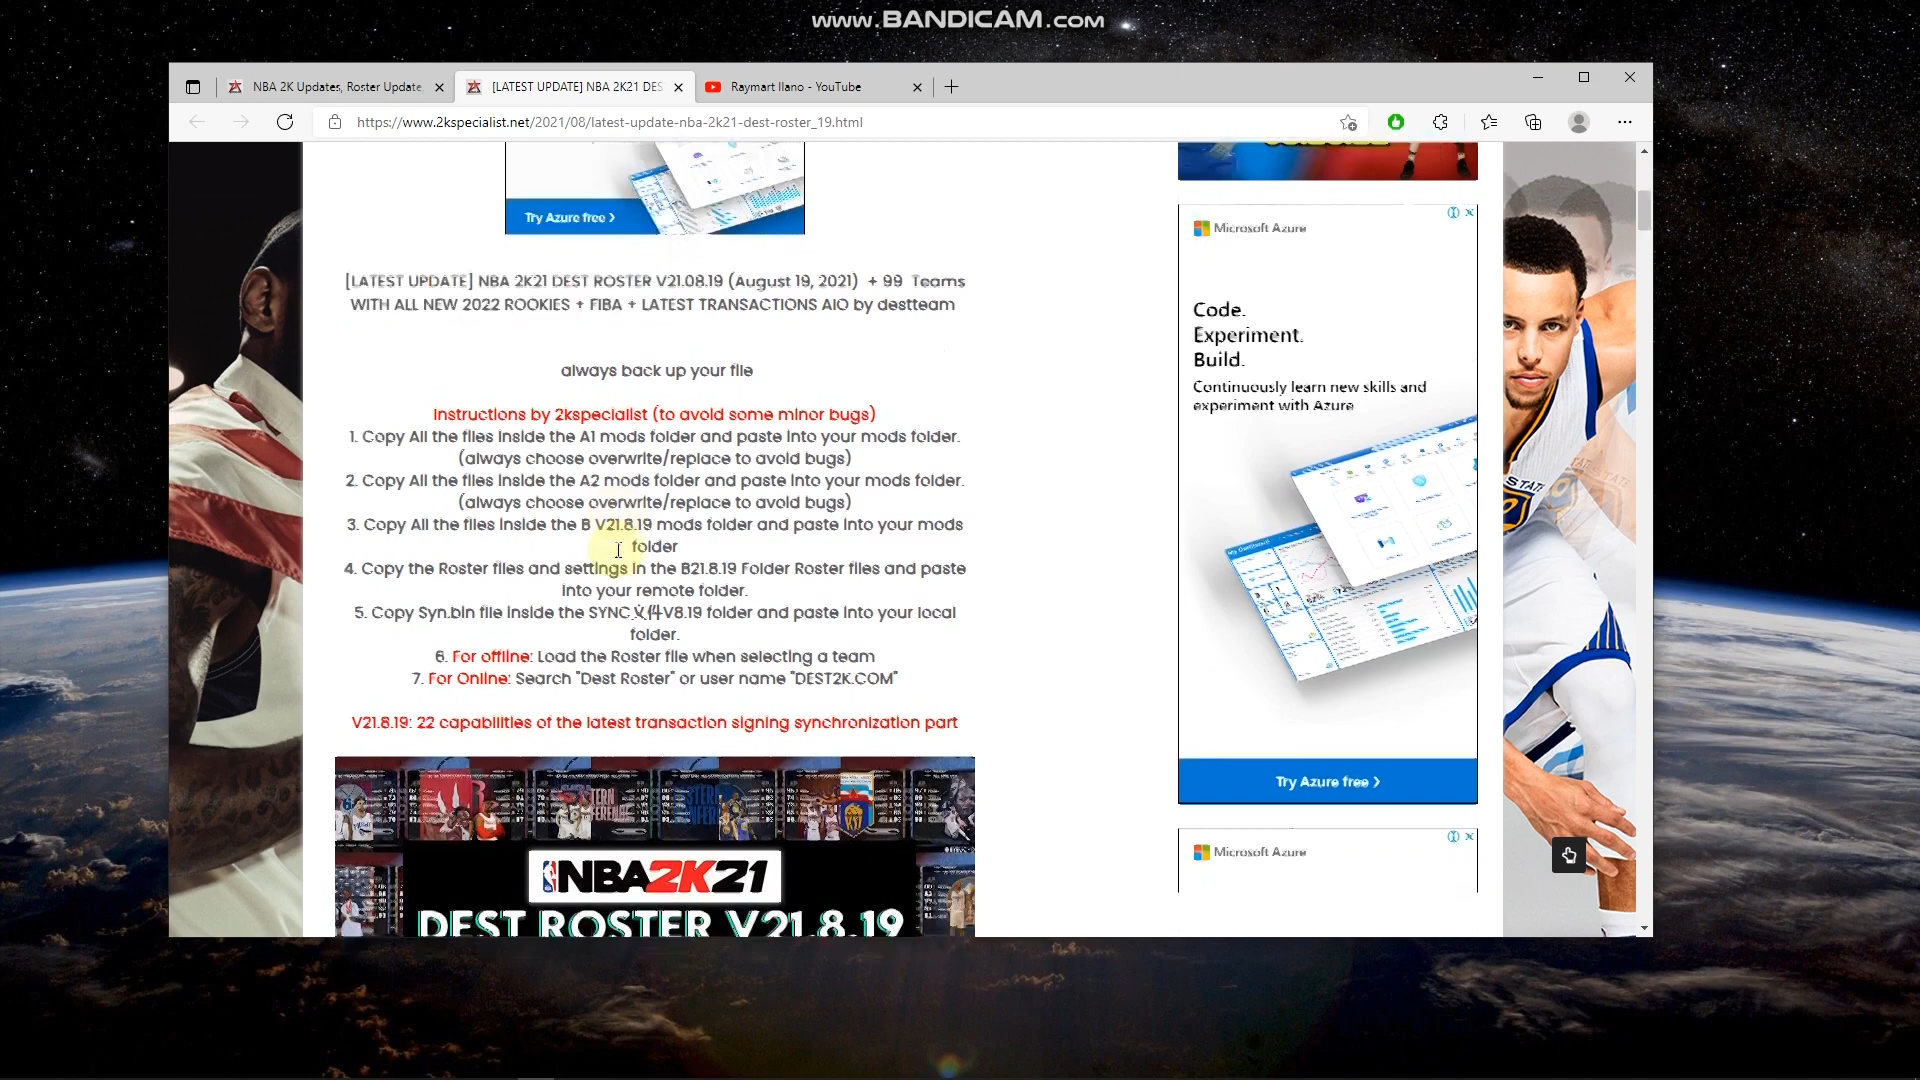 www.BANDICAM.com
NBA 2K Updates, Roster Update,
[LATEST UPDATE] NBA 2K21 DES
Raymart Ilano - YouTube
https://www.2kspecialist.net/2021/08/latest-update-nba-2k21-dest-roster_19.html
Try Azure free >
[LATEST UPDATE] NBA 2K21 DEST ROSTER V21.08.19 (August 19, 2021) + 99 Teams
WITH ALL NEW 2022 ROOKIES + FIBA + LATEST TRANSACTIONS AIO by destteam
always back up your file
Instructions by 2kspecialist (to avoid some minor bugs)
1. Copy All the files inside the A1 mods folder and paste into your mods folder.
(always choose overwrite/replace to avoid bugs)
2. Copy All the files inside the A2 mods folder and paste into your mods folder.
(always choose overwrite/replace to avoid bugs)
3. Copy All the files inside the B V21.8.19 mods folder and paste into your mods
folder
4. Copy the Roster files and settings in the B21.8.19 Folder Roster files and paste
into your remote folder.
5. Copy Syn.bin file inside the SYNC文件V8.19 folder and paste into your local
folder.
6. For offline: Load the Roster file when selecting a team
7. For Online: Search "Dest Roster" or user name "DEST2K.COM"
V21.8.19: 22 capabilities of the latest transaction signing synchronization part
NBA2K21
DEST ROSTER V21.8.19
Microsoft Azure
Code.
Experiment.
Build.
Continuously learn new skills and
experiment with Azure
Try Azure free >
Microsoft Azure